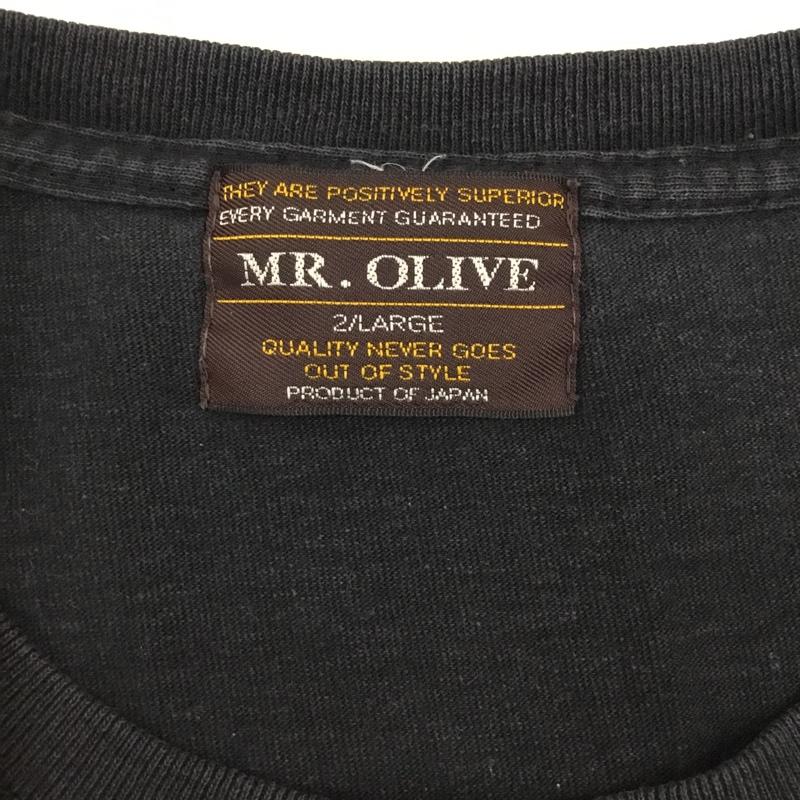 THEY ARE POSITIVELY SUPERIOR
EVERY GARMENT GUARANTEED
MR. OLIVE
2/LARGE
QUALITY NEVER GOES
OUT OF STYLE
PRODUCT OF JAPAN